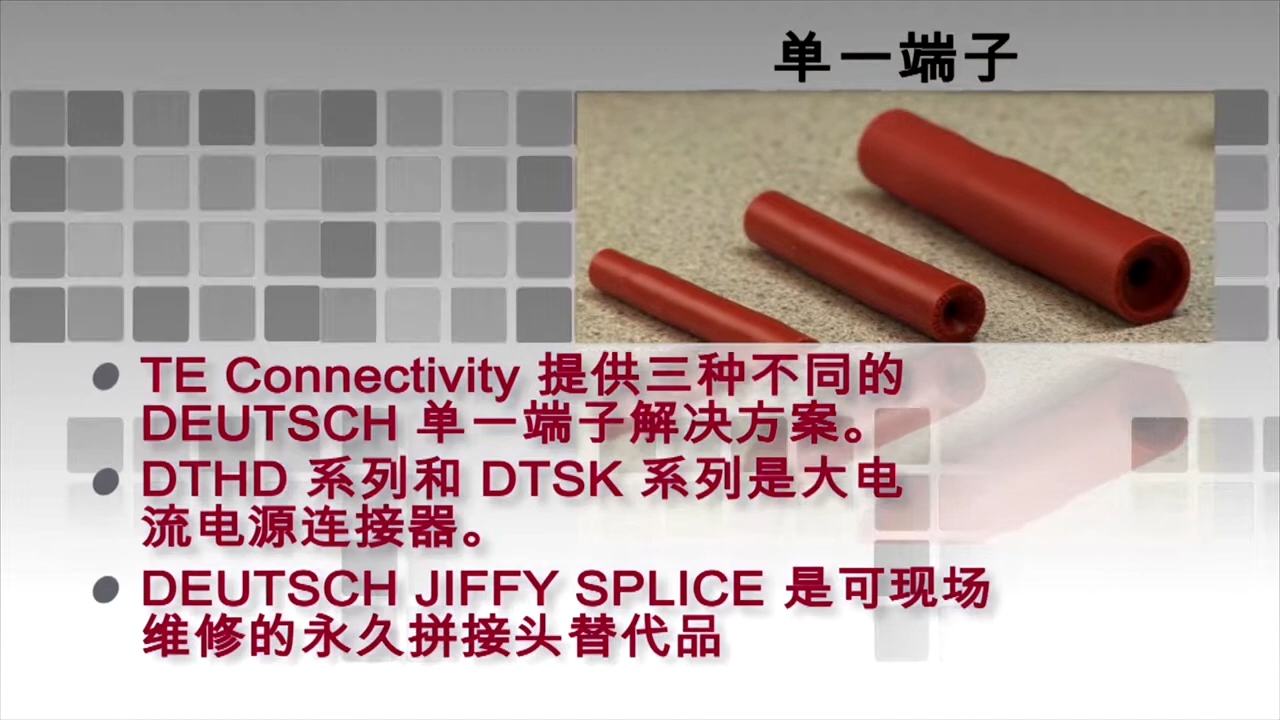 单一端子
TE Connectivity 提供三种不同的
DEUTSCH 单一端子解决方案。
DTHD 系列和 DTSK 系列是大电
流电源连接器。
DEUTSCH JIFFY SPLICE 是可现场
维修的永久拼接头替代品